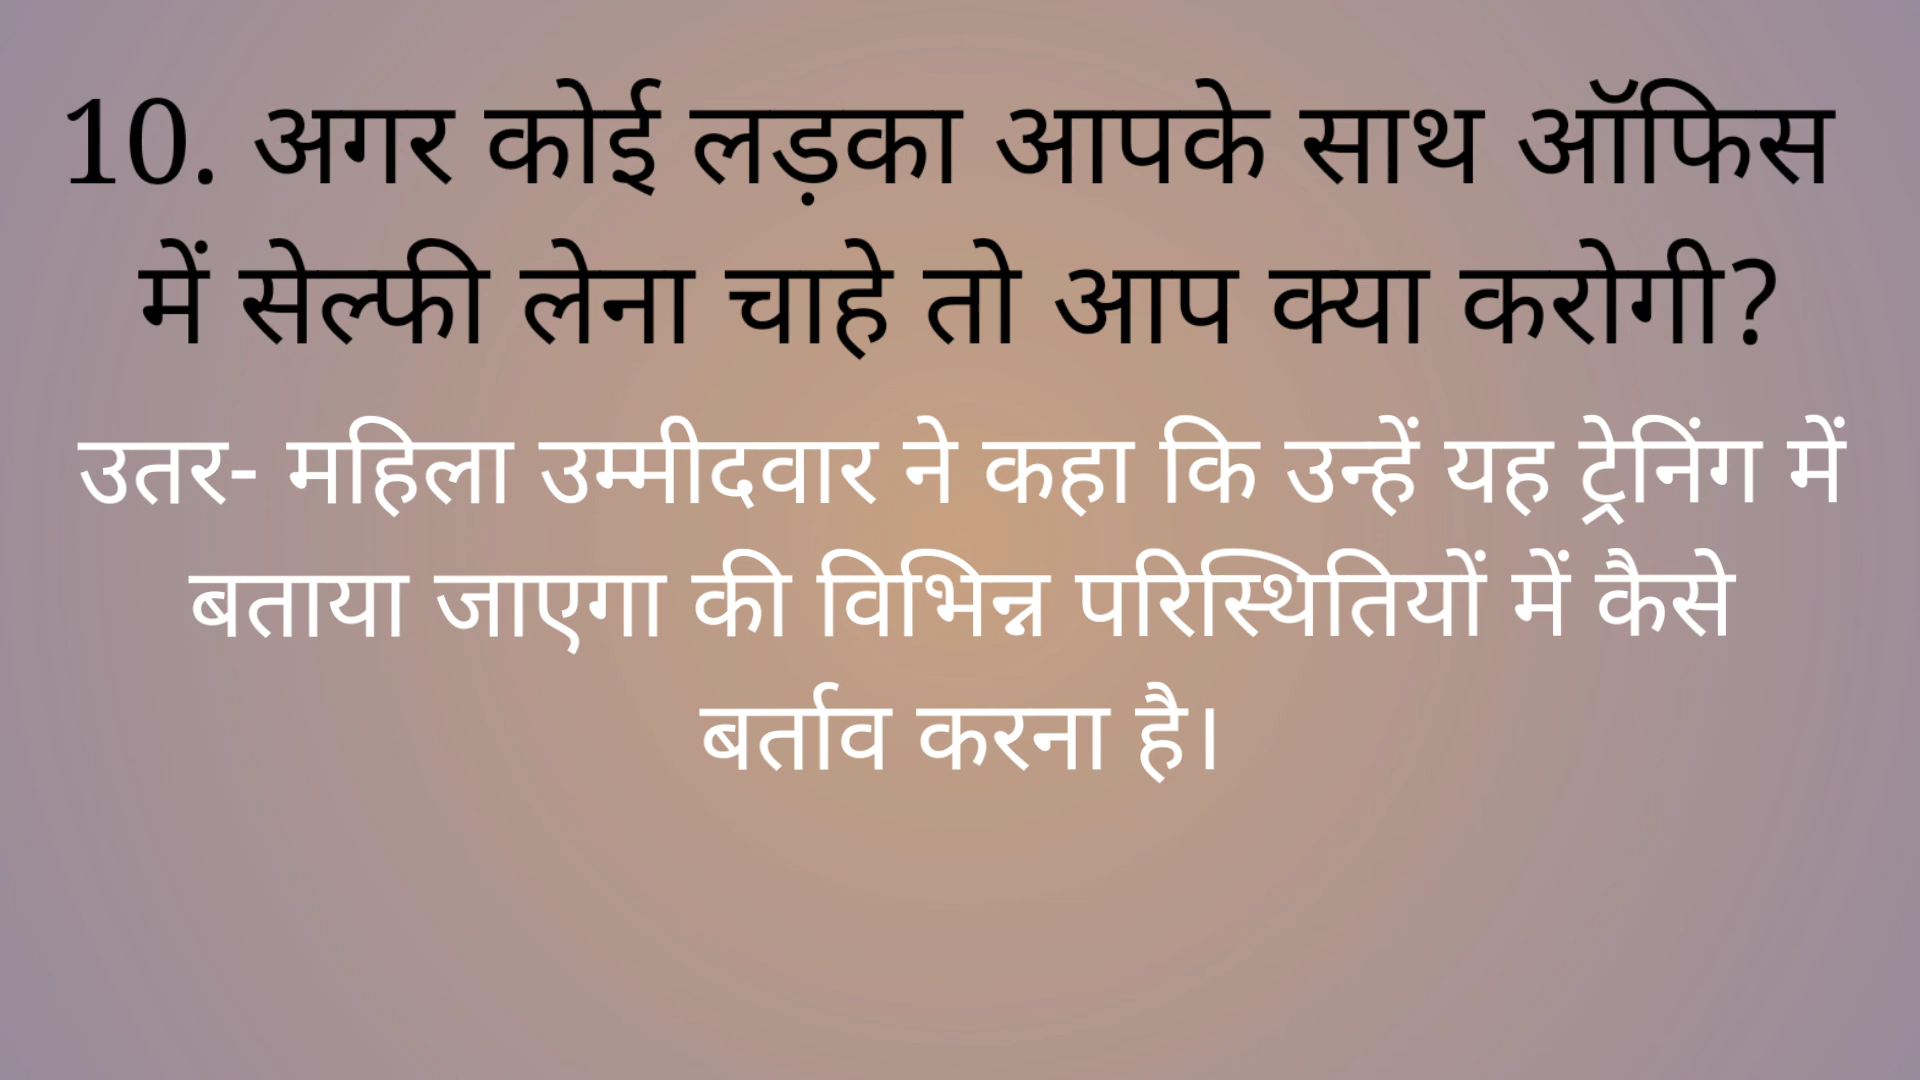 10. अगर कोई लड़का आपके साथ ऑफिस
में सेल्फी लेना चाहे तो आप क्या करोगी?
उतर- महिला उम्मीदवार ने कहा कि उन्हें यह ट्रेनिंग में
बताया जाएगा की विभिन्न परिस्थितियों में कैसे
बर्ताव करना है।